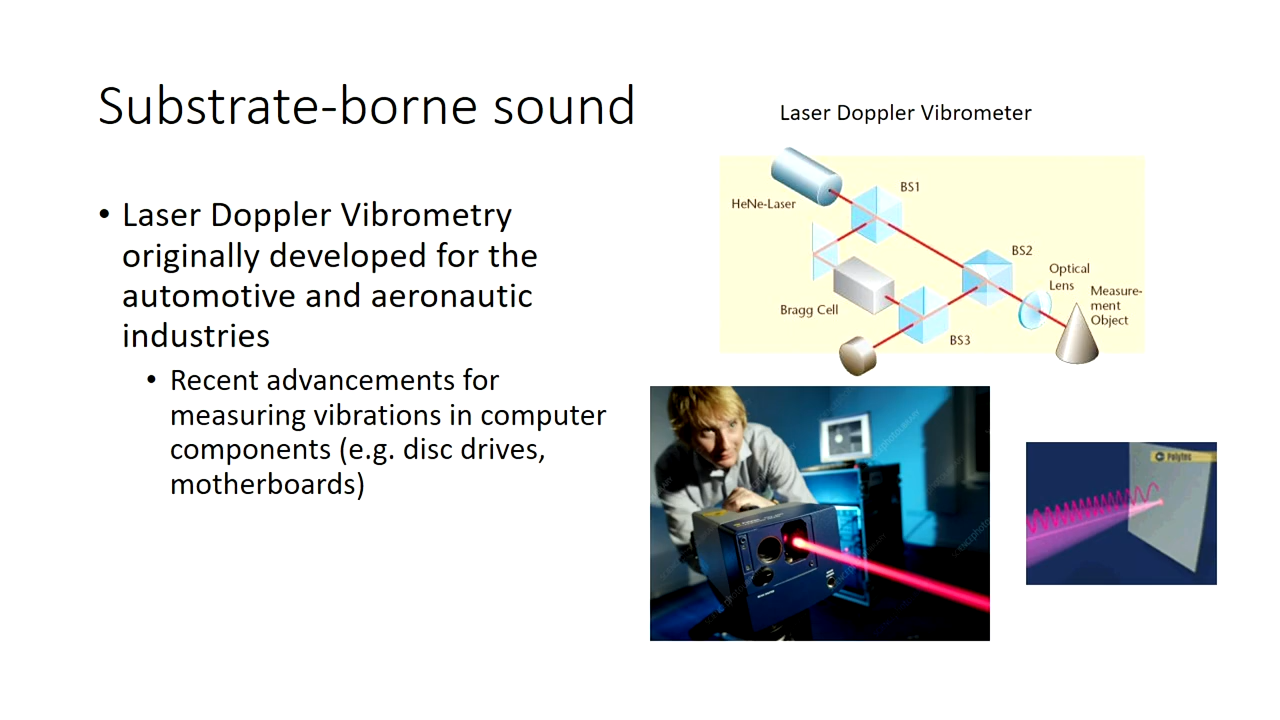 Substrate-borne sound
Laser Doppler Vibrometer
• Laser Doppler Vibrometry
originally developed for the
automotive and aeronautic
industries
• Recent advancements for
measuring vibrations in computer
components (e.g. disc drives,
motherboards)
HeNe-Laser
BS1
BS2
Optical
Lens
Measure-
ment
Object
Bragg Cell
BS3
Polytec